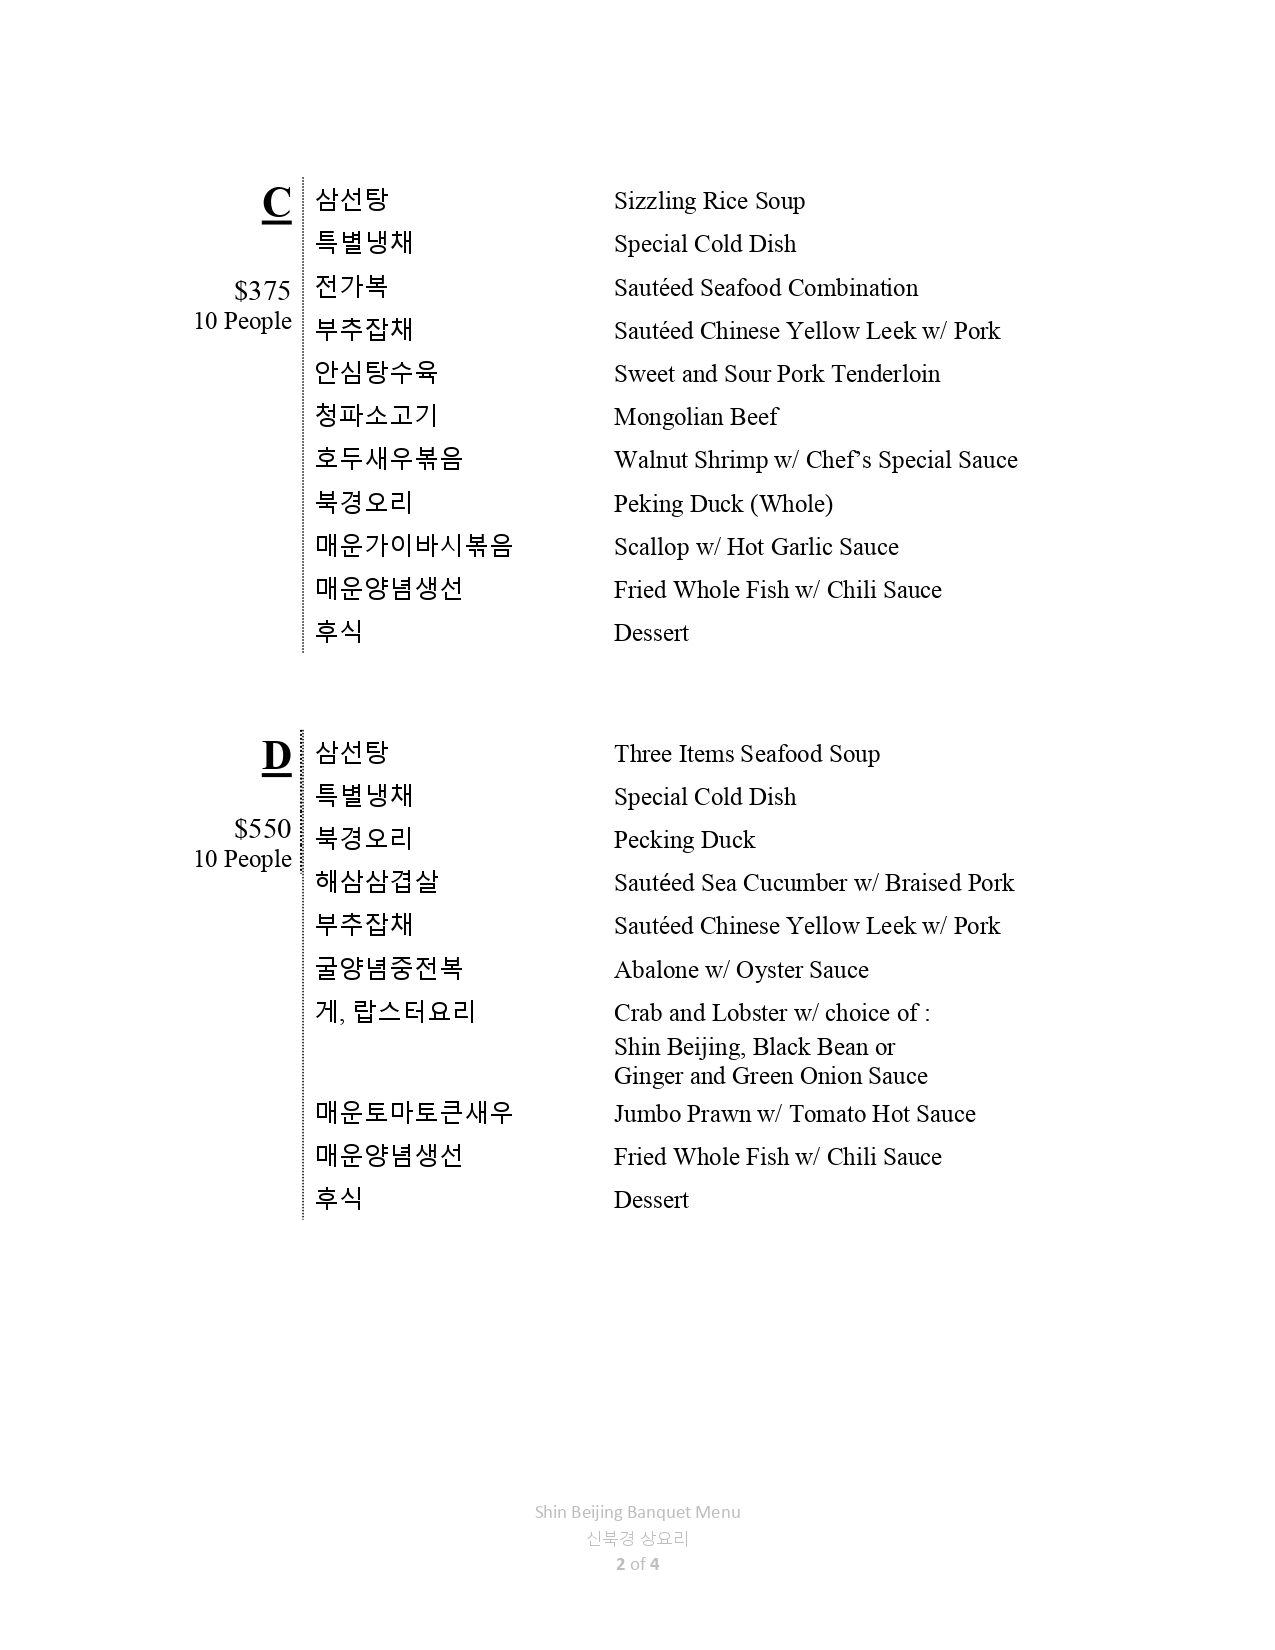 C
$375
10 People
삼선탕 Sizzling Rice Soup
특별냉채 Special Cold Dish
전가복 Sautéed Seafood Combination
부추잡채 Sautéed Chinese Yellow Leek w/ Pork
안심탕수육 Sweet and Sour Pork Tenderloin
청파소고기 Mongolian Beef
호두새우볶음 Walnut Shrimp w/ Chef’s Special Sauce
북경오리 Peking Duck (Whole)
매운가이바시볶음 Scallop w/ Hot Garlic Sauce
매운양념생선 Fried Whole Fish w/ Chili Sauce
후식 Dessert
D
$550
10 People
삼선탕 Three Items Seafood Soup
특별냉채 Special Cold Dish
북경오리 Pecking Duck
해삼삼겹살 Sautéed Sea Cucumber w/ Braised Pork
부추잡채 Sautéed Chinese Yellow Leek w/ Pork
굴양념중전복 Abalone w/ Oyster Sauce
게, 랍스터요리 Crab and Lobster w/ choice of :
Shin Beijing, Black Bean or
Ginger and Green Onion Sauce
매운토마토큰새우 Jumbo Prawn w/ Tomato Hot Sauce
매운양념생선 Fried Whole Fish w/ Chili Sauce
후식 Dessert
Shin Beijing Banquet Menu
신북경 상요리
2 of 4